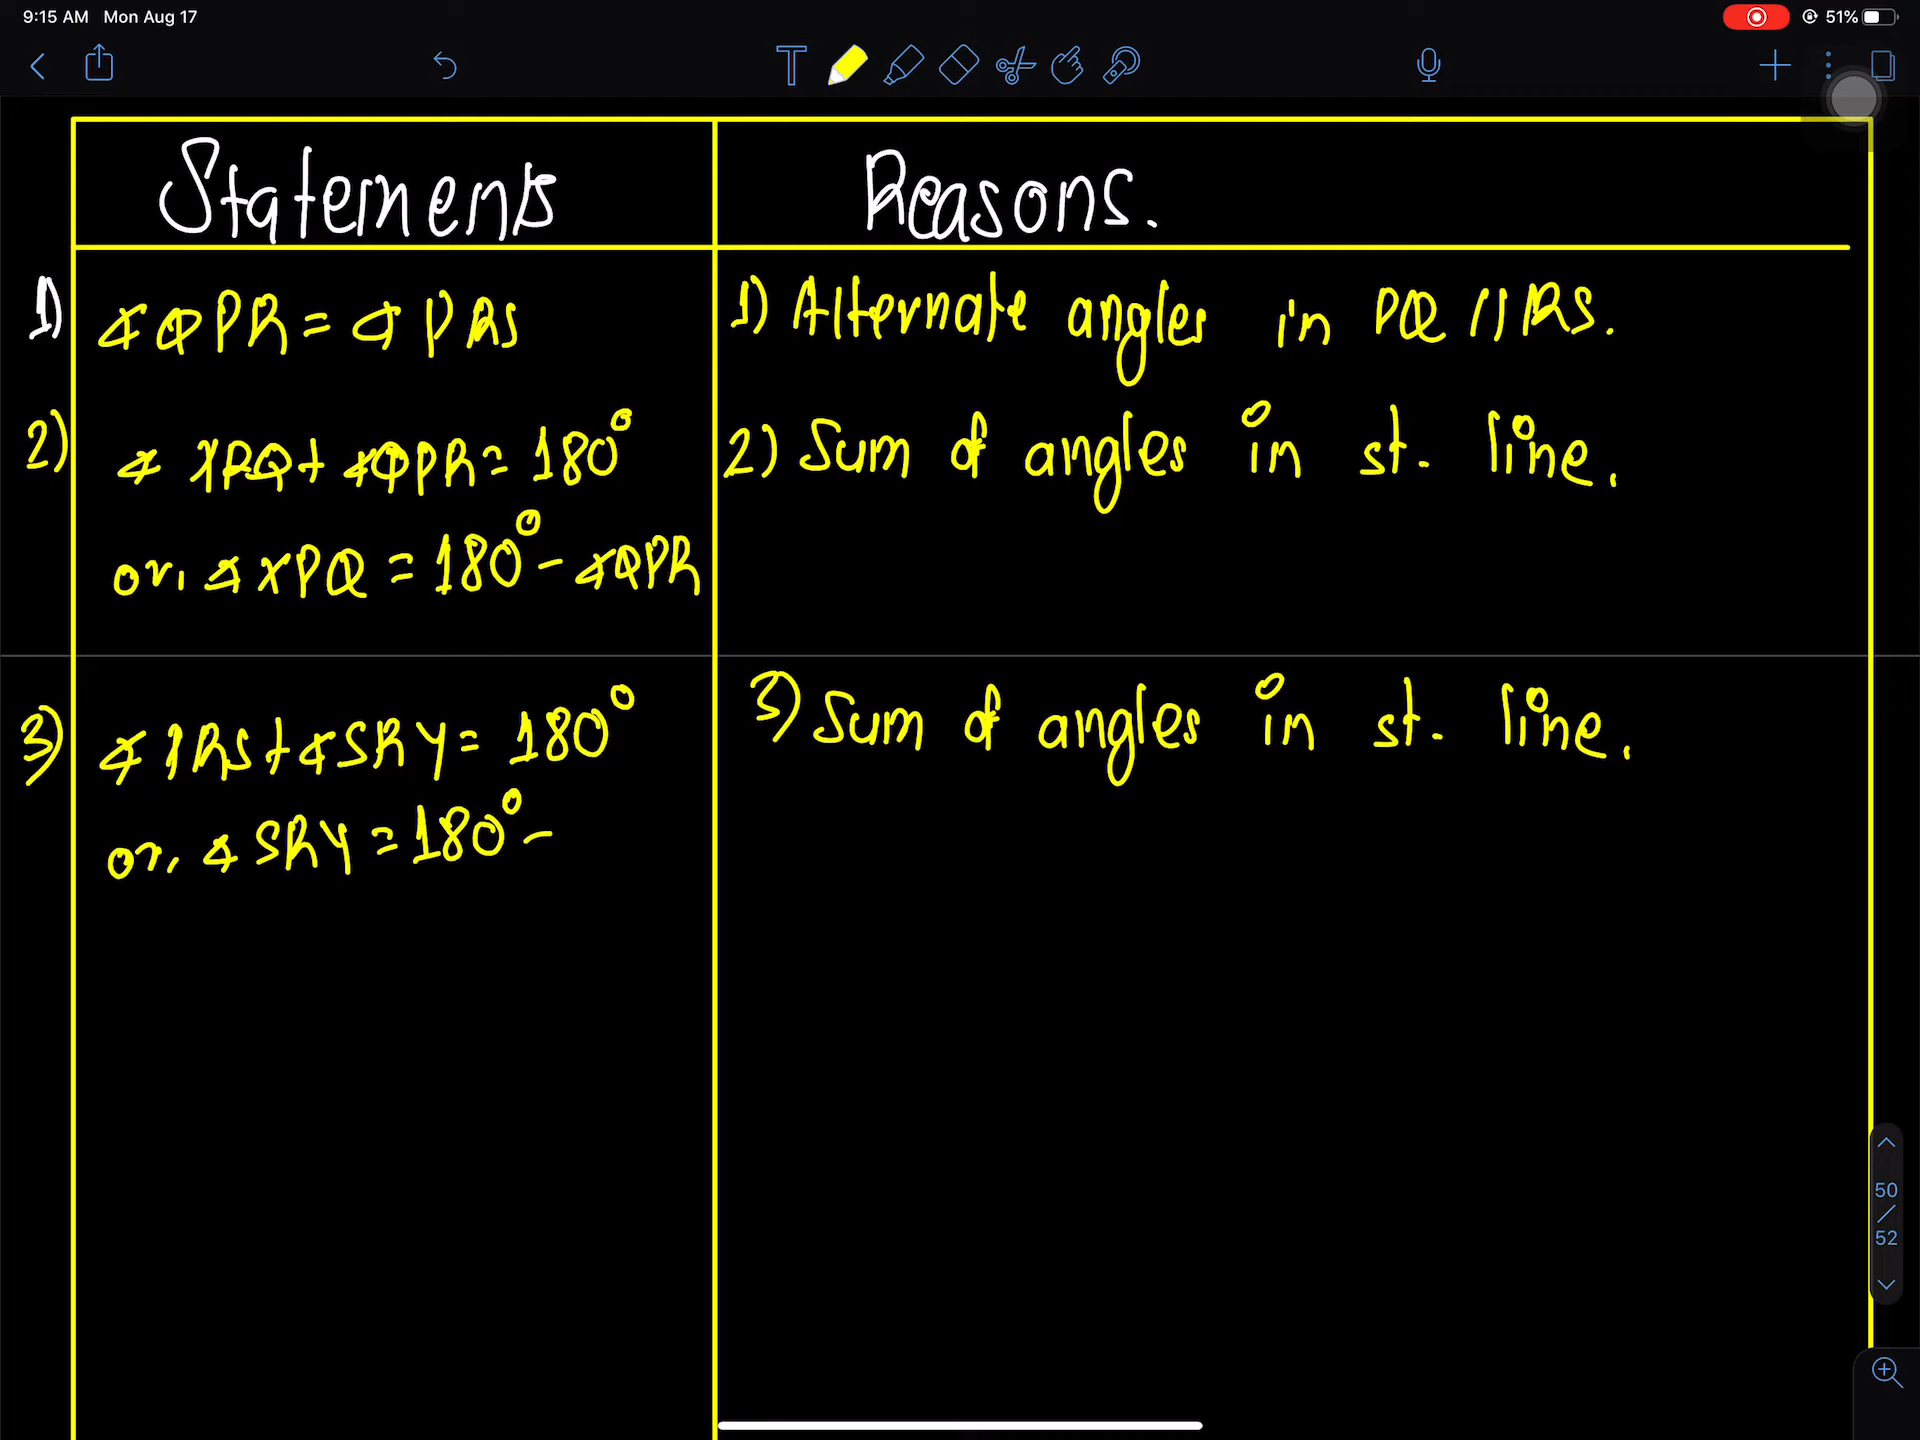 9:15 AM Mon Aug 17
51%
Statements
Reasons.
1) ∢QPR = ∢PRS
1) Alternate angles in PQ // RS.
2) ∢XRQ + ∢QPR = 180°
2) Sum of angles in st. line.
or, ∢XPQ = 180° - ∢QPR
3) ∢PRS + ∢SRY = 180°
3) Sum of angles in st. line.
or, ∢SRY = 180° -
50
/
52